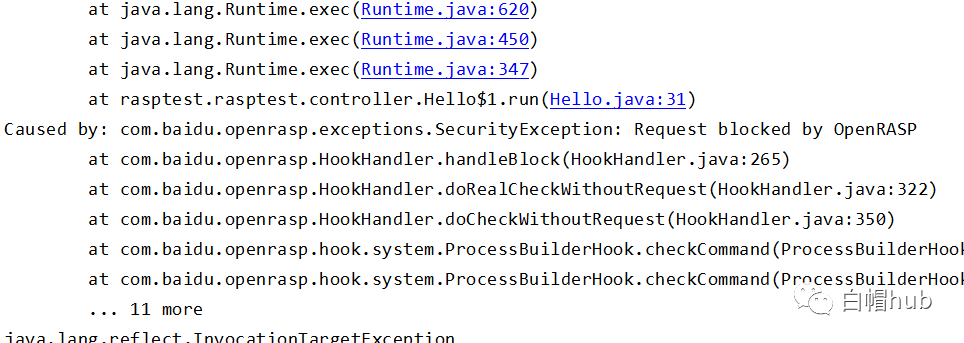 at java.lang.Runtime.exec(Runtime.java:620)
at java.lang.Runtime.exec(Runtime.java:450)
at java.lang.Runtime.exec(Runtime.java:347)
at rasptest.rasptest.controller.Hello$1.run(Hello.java:31)
Caused by: com.baidu.openrasp.exceptions.SecurityException: Request blocked by OpenRASP
at com.baidu.openrasp.HookHandler.handleBlock(HookHandler.java:265)
at com.baidu.openrasp.HookHandler.doRealCheckWithoutRequest(HookHandler.java:322)
at com.baidu.openrasp.HookHandler.doCheckWithoutRequest(HookHandler.java:350)
at com.baidu.openrasp.hook.system.ProcessBuilderHook.checkCommand(ProcessBuilderHook
at com.baidu.openrasp.hook.system.ProcessBuilderHook.checkCommand(ProcessBuilderHook
... 11 more
白帽hub
java.lang.reflect.InvocationTargetException